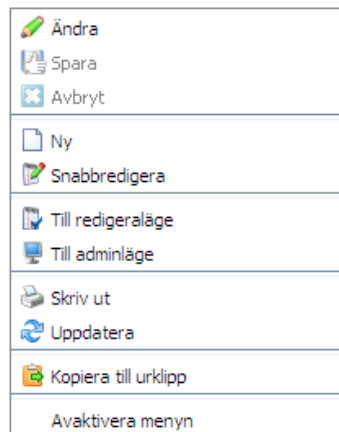 Ändra
Spara
Avbryt
Ny
Snabbredigera
Till redigeraläge
Till adminläge
Skriv ut
Uppdatera
Kopiera till urklipp
Avaktivera menyn